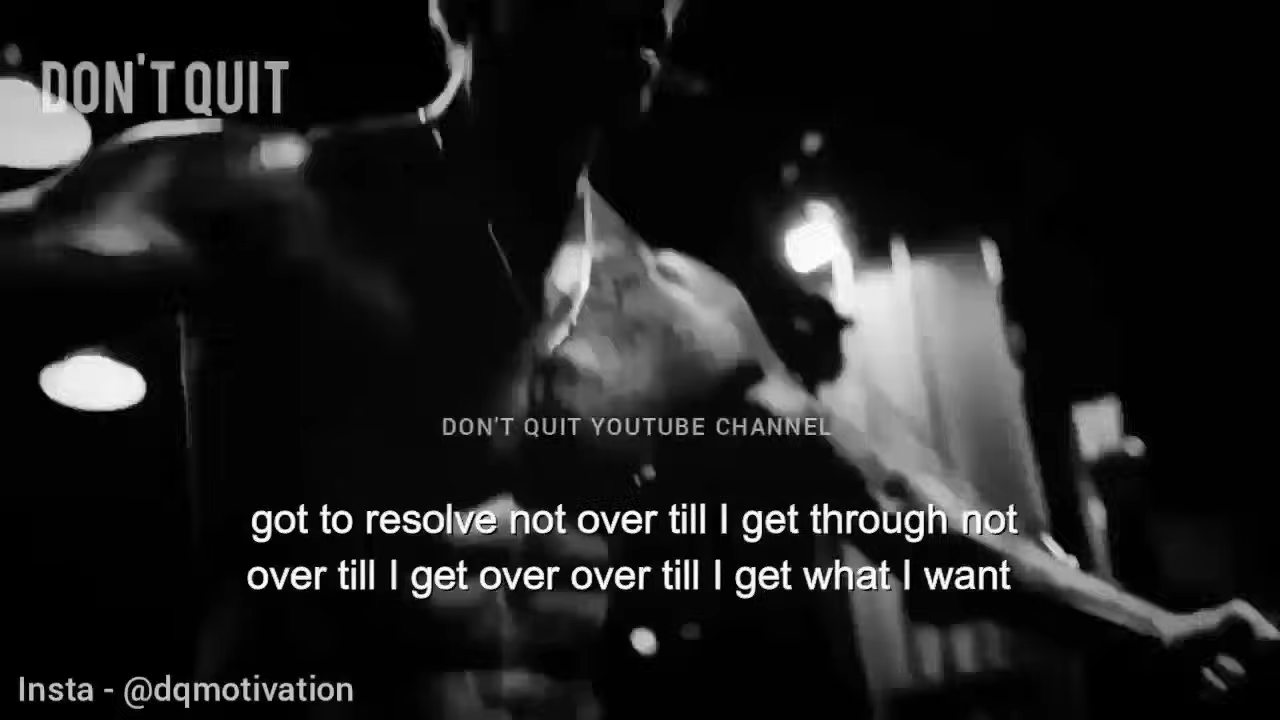 DON'T QUIT
DON'T QUIT YOUTUBE CHANNEL
got to resolve not over till I get through not
over till I get over over till I get what I want
Insta - @dqmotivation